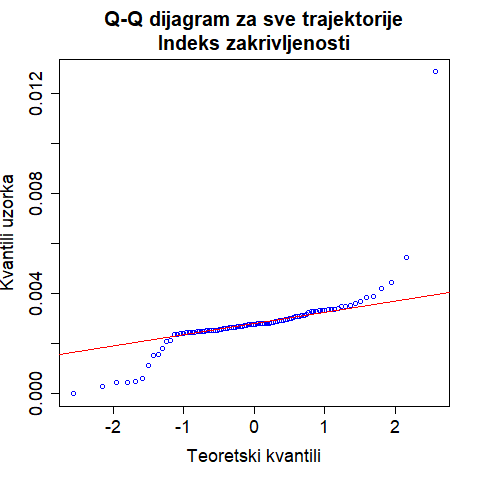 Q-Q dijagram za sve trajektorije
Indeks zakrivljenosti
Kvantili uzorka
0.012
0.008
0.004
0.000
-2
-1
0
1
2
Teoretski kvantili